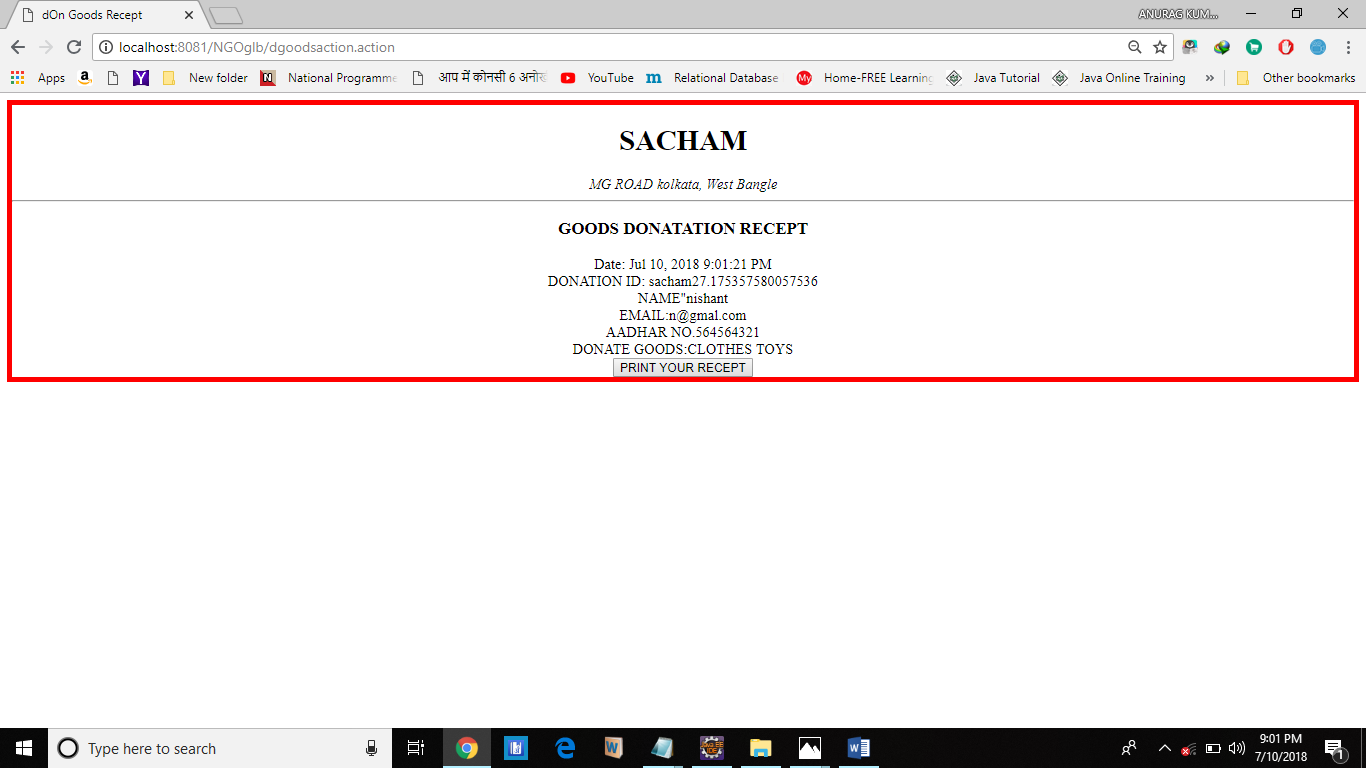 dOn Goods Recept
ANURAG KUM...
localhost:8081/NGOglb/dgoodsaction.action
Apps New folder National Programme आप में कोनसी 6 अनोखी YouTube Relational Database Home-FREE Learning Java Tutorial Java Online Training » Other bookmarks
SACHAM
MG ROAD kolkata, West Bangle
GOODS DONATATION RECEPT
Date: Jul 10, 2018 9:01:21 PM
DONATION ID: sacham27.175357580057536
NAME"nishant
EMAIL:n@gmal.com
AADHAR NO.564564321
DONATE GOODS:CLOTHES TOYS
PRINT YOUR RECEPT
Type here to search
9:01 PM
7/10/2018
1